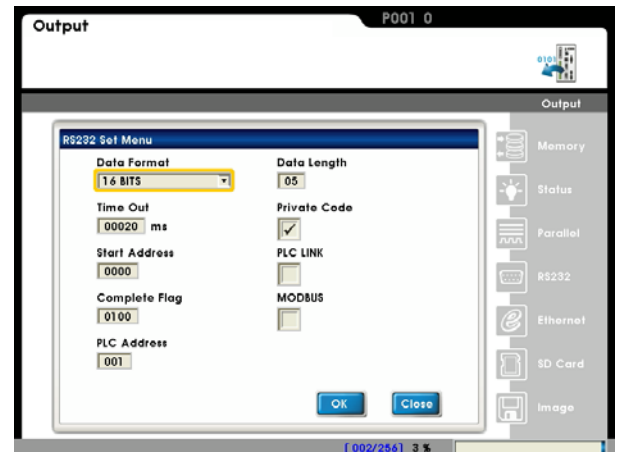 Output
P001 0
0101
Output
RS232 Set Menu
Data Format
Data Length
16 BITS
05
Time Out
Private Code
00020 ms
Start Address
PLC LINK
0000
Complete Flag
MODBUS
0100
PLC Address
001
OK
Close
Memory
Status
Parallel
RS232
Ethernet
SD Card
Image
[002/256] 3 %